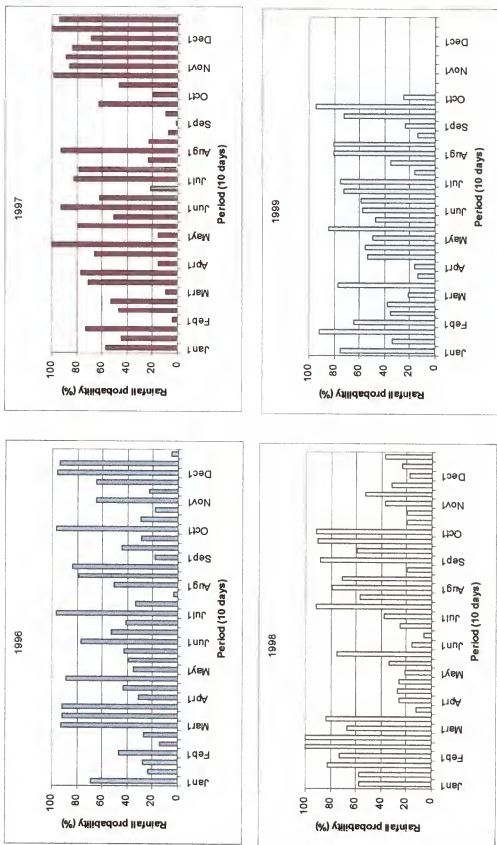 1996
Rainfall probability (%)
100
80
60
40
20
0
Jan1 Feb1 Mar1 Apr1 May1 Jun1 Jul1 Aug1 Sep1 Oct1 Nov1 Dec1
Period (10 days)
1997
Rainfall probability (%)
100
80
60
40
20
0
Jan1 Feb1 Mar1 Apr1 May1 Jun1 Jul1 Aug1 Sep1 Oct1 Nov1 Dec1
Period (10 days)
1998
Rainfall probability (%)
100
80
60
40
20
0
Jan1 Feb1 Mar1 Apr1 May1 Jun1 Jul1 Aug1 Sep1 Oct1 Nov1 Dec1
Period (10 days)
1999
Rainfall probability (%)
100
80
60
40
20
0
Jan1 Feb1 Mar1 Apr1 May1 Jun1 Jul1 Aug1 Sep1 Oct1 Nov1 Dec1
Period (10 days)